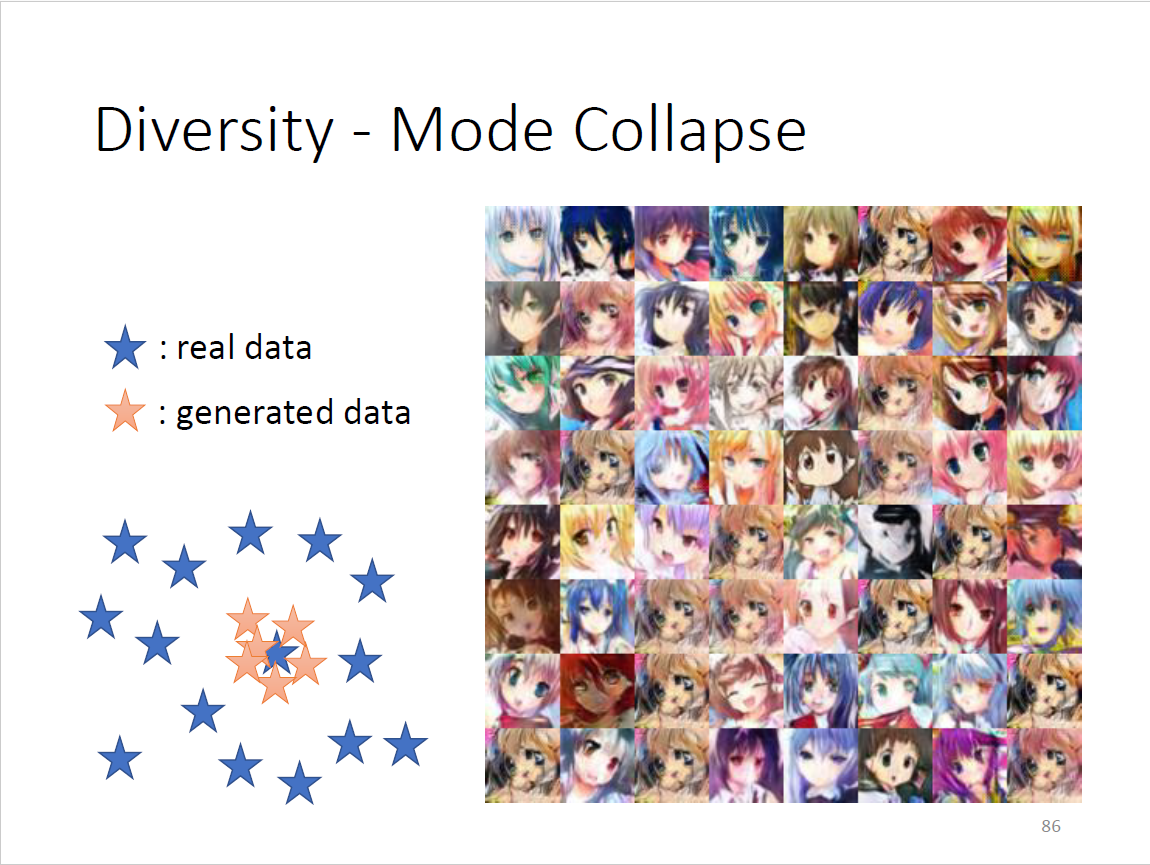 Diversity - Mode Collapse
: real data
: generated data
86